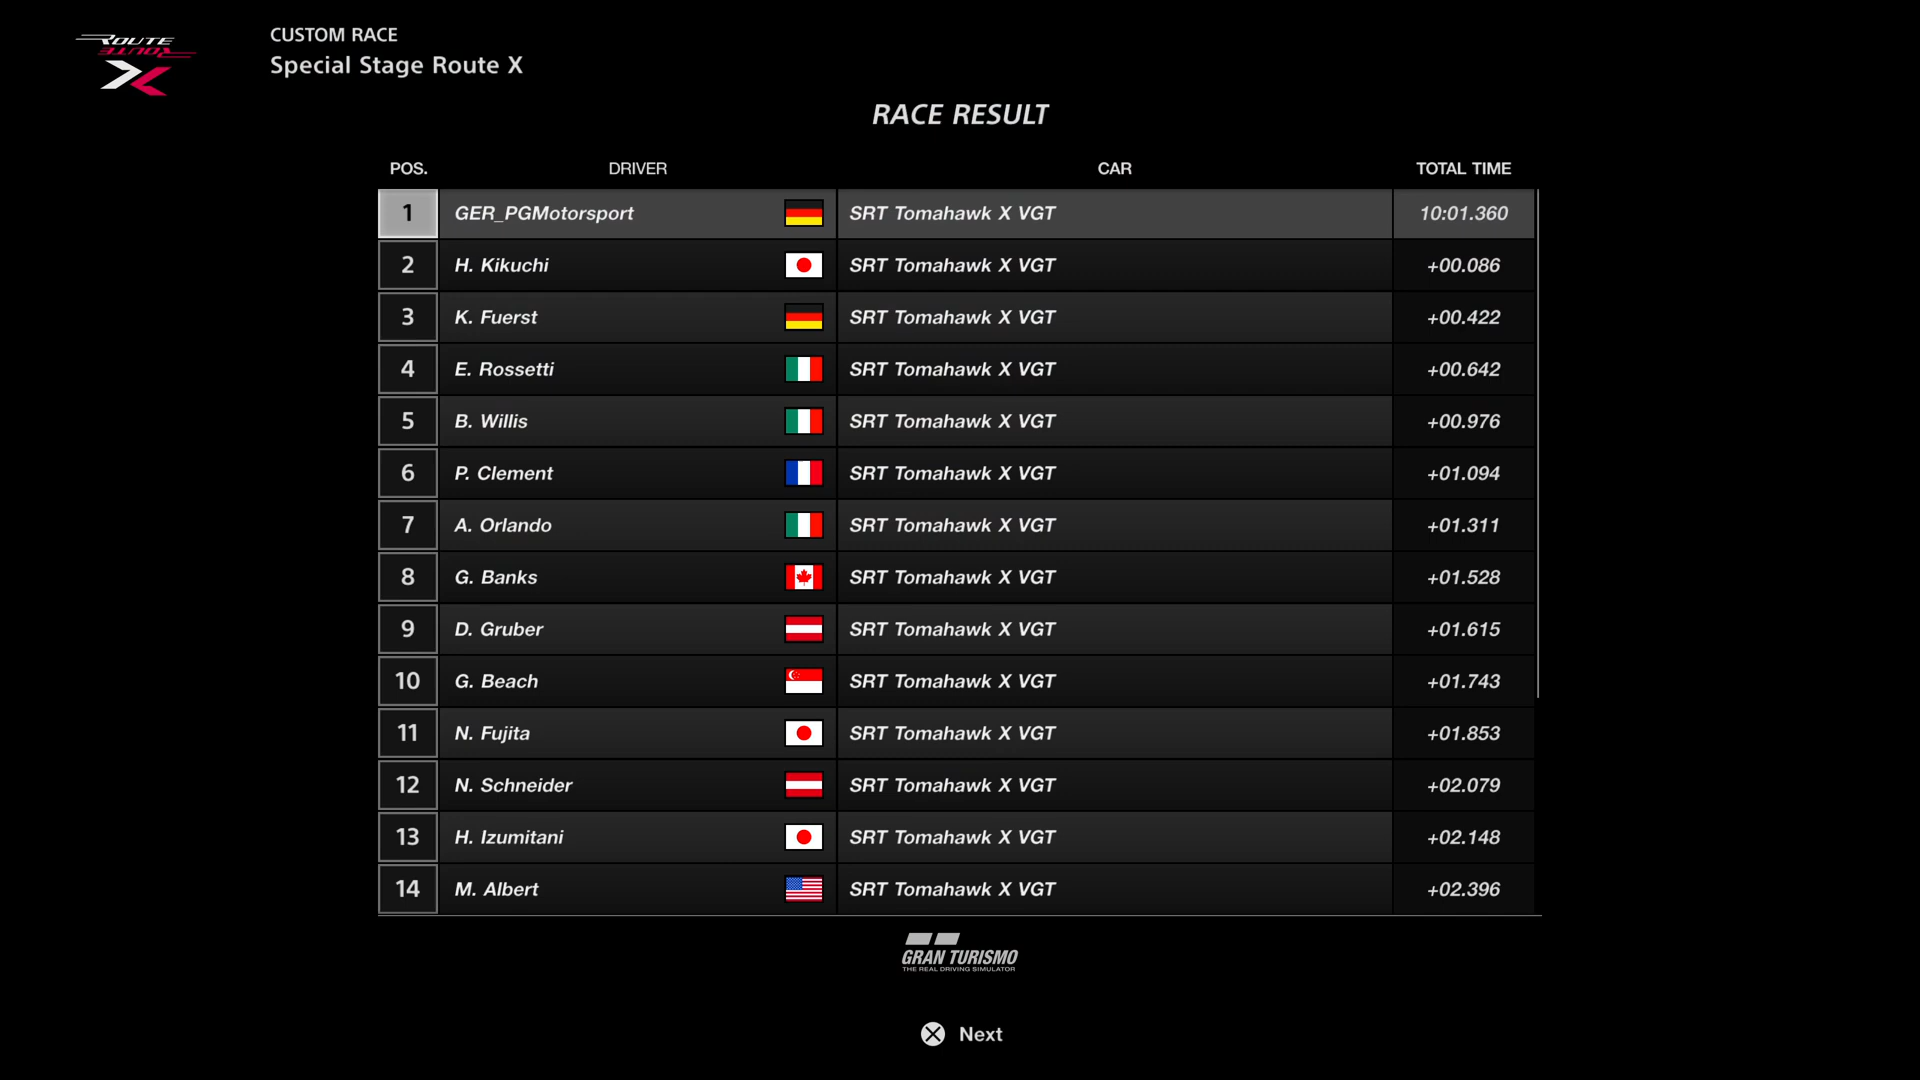 ROUTE
ROUTE
X
CUSTOM RACE
Special Stage Route X
RACE RESULT
POS. DRIVER CAR TOTAL TIME
1 GER_PGMotorsport SRT Tomahawk X VGT 10:01.360
2 H. Kikuchi SRT Tomahawk X VGT +00.086
3 K. Fuerst SRT Tomahawk X VGT +00.422
4 E. Rossetti SRT Tomahawk X VGT +00.642
5 B. Willis SRT Tomahawk X VGT +00.976
6 P. Clement SRT Tomahawk X VGT +01.094
7 A. Orlando SRT Tomahawk X VGT +01.311
8 G. Banks SRT Tomahawk X VGT +01.528
9 D. Gruber SRT Tomahawk X VGT +01.615
10 G. Beach SRT Tomahawk X VGT +01.743
11 N. Fujita SRT Tomahawk X VGT +01.853
12 N. Schneider SRT Tomahawk X VGT +02.079
13 H. Izumitani SRT Tomahawk X VGT +02.148
14 M. Albert SRT Tomahawk X VGT +02.396
GRAN TURISMO
THE REAL DRIVING SIMULATOR
Next